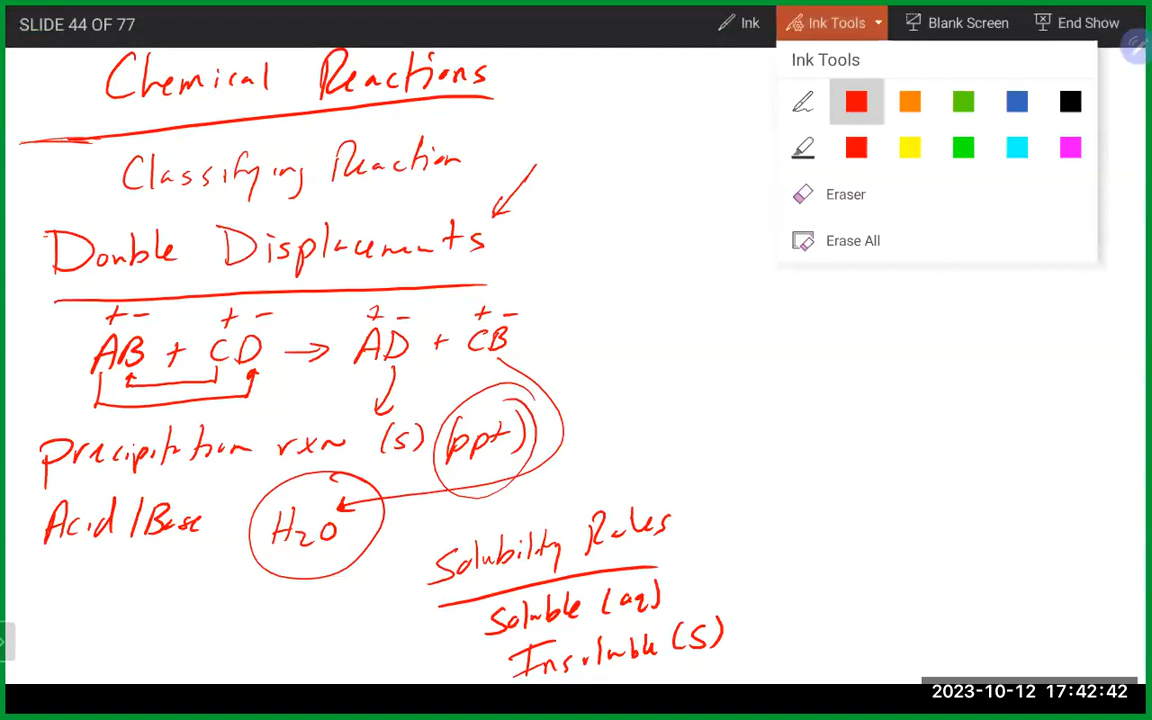 SLIDE 44 OF 77
Ink
Ink Tools
Blank Screen
End Show
Ink Tools
Eraser
Erase All
Chemical Reactions
Classifying Reaction
Double Displacements
+ - + - + - + -
AB + CD → AD + CB
Precipitation rxn (s) (ppt)
Acid/Base H2O
Solubility Rules
Soluble (aq)
Insoluble (s)
2023-10-12 17:42:42